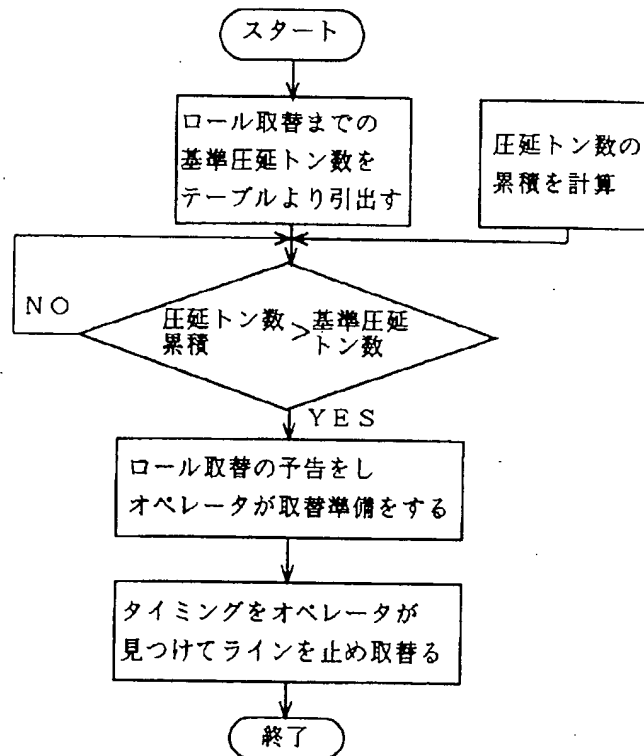 スタート
ロール取替までの
基準圧延トン数を
テーブルより引出す
圧延トン数の
累積を計算
NO
圧延トン数
累積
>
基準圧延
トン数
YES
ロール取替の予告をし
オペレータが取替準備をする
タイミングをオペレータが
見つけてラインを止め取替る
終了